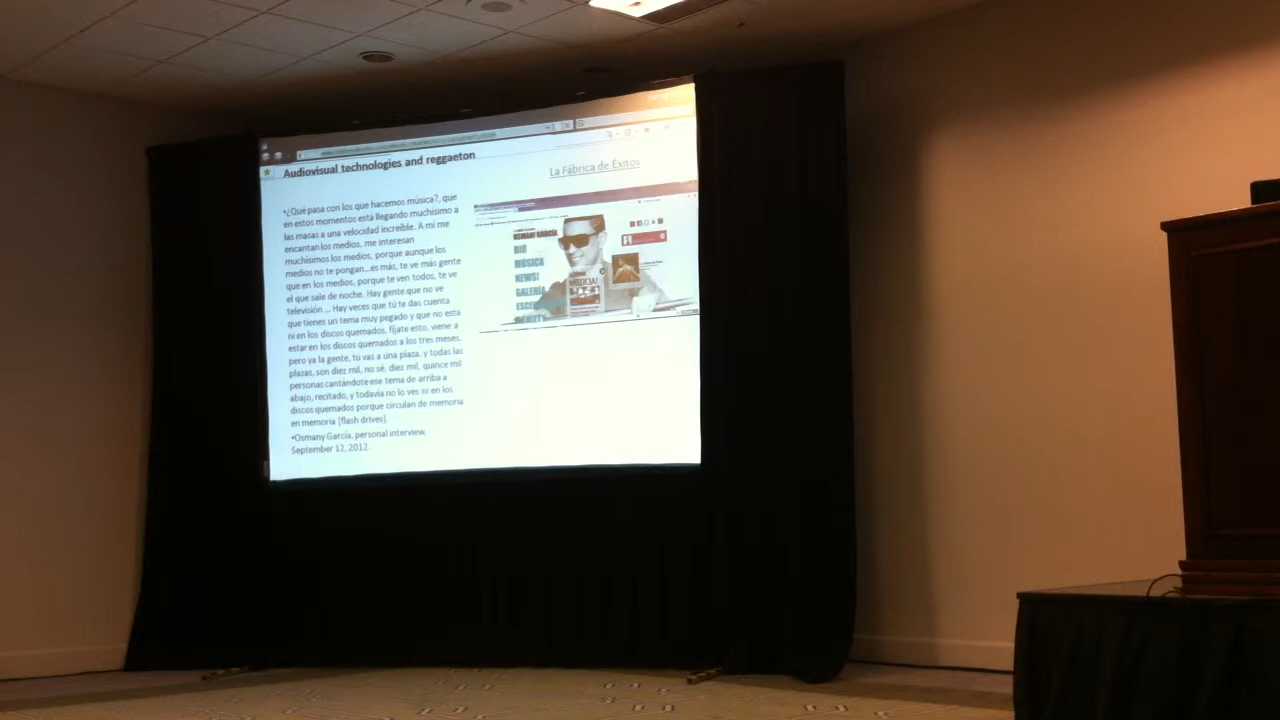 Audiovisual technologies and reggaeton
La Fábrica de Éxitos
•¿Qué pasa con los que hacemos música?, que
en estos momentos está llegando muchísimo a
las masas a una velocidad increíble. A mí me
encantan los medios, me interesan
muchísimos los medios, porque aunque los
medios no te pongan...es más, te ve más gente
que en los medios, porque te ven todos, te ve
el que sale de noche. Hay gente que no ve
televisión ... Hay veces que tú te das cuenta
que tienes un tema muy pegado y que no esta
ni en los discos quemados, fíjate esto, viene a
estar en los discos quemados a los tres meses,
pero ya la gente, tú vas a una plaza, y todas las
plazas, son diez mil, no sé, diez mil, quince mil
personas cantándote ese tema de arriba a
abajo, recitado, y todavía no lo ves ni en los
discos quemados porque circulan de memoria
en memoria [flash drives].
•Osmany García, personal interview,
September 12, 2012.
OSMANI GARCÍA
BIO
MÚSICA
NEWS!
GALERÍA
NOTICIA!